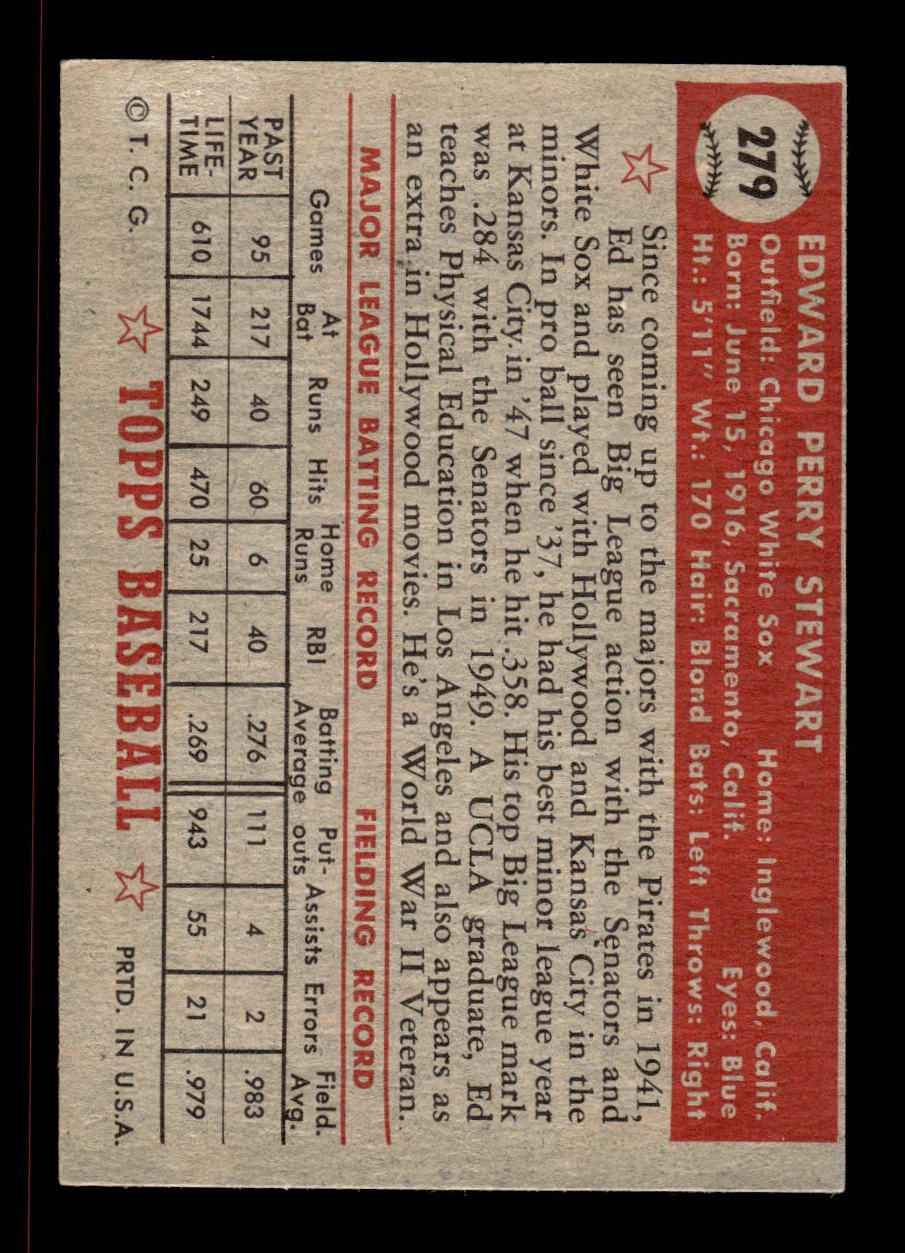 279
EDWARD PERRY STEWART
Outfield: Chicago White Sox Home: Inglewood, Calif.
Born: June 15, 1916, Sacramento, Calif. Eyes: Blue
Ht.: 5'11" Wt.: 170 Hair: Blond Bats: Left Throws: Right
Since coming up to the majors with the Pirates in 1941,
Ed has seen Big League action with the Senators and
White Sox and played with Hollywood and Kansas City in the
minors. In pro ball since '37, he had his best minor league year
at Kansas City in '47 when he hit .358. His top Big League mark
was .284 with the Senators in 1949. A UCLA graduate, Ed
teaches Physical Education in Los Angeles and also appears as
an extra in Hollywood movies. He's a World War II Veteran.
MAJOR LEAGUE BATTING RECORD FIELDING RECORD
Games At Bat Runs Hits Home Runs RBI Batting Average Put-outs Assists Errors Field. Avg.
PAST YEAR 95 217 40 60 6 40 .276 111 4 2 .983
LIFE-TIME 610 1744 249 470 25 217 .269 943 55 21 .979
© T. C. G. TOPPS BASEBALL PRTD. IN U.S.A.